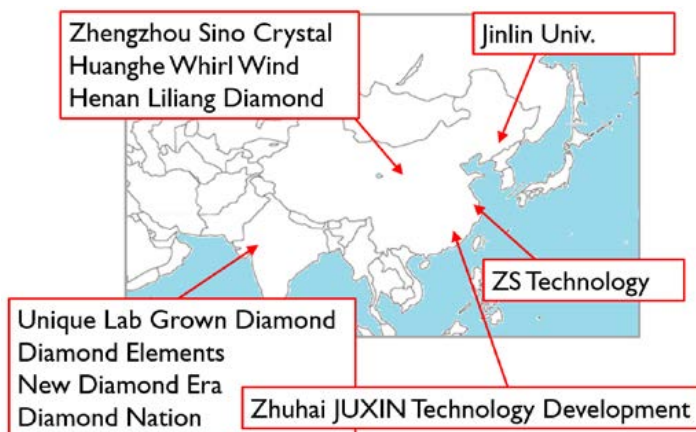 Zhengzhou Sino Crystal
Huanghe Whirl Wind
Henan Liliang Diamond
Jinlin Univ.
ZS Technology
Unique Lab Grown Diamond
Diamond Elements
New Diamond Era
Diamond Nation
Zhuhai JUXIN Technology Development